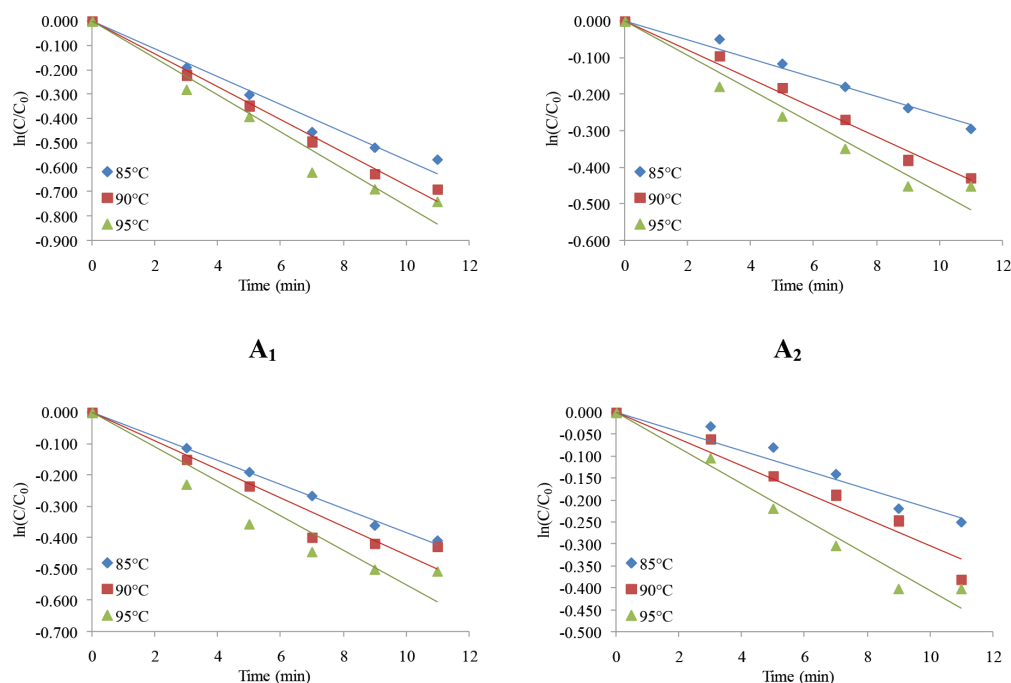 0.000
-0.100
-0.200
-0.300
-0.400
-0.500
-0.600
-0.700
-0.800
-0.900
ln(C/C0)
85°C
90°C
95°C
0 2 4 6 8 10 12
Time (min)
A1
0.000
-0.100
-0.200
-0.300
-0.400
-0.500
-0.600
ln(C/C0)
85°C
90°C
95°C
0 2 4 6 8 10 12
Time (min)
A2
0.000
-0.100
-0.200
-0.300
-0.400
-0.500
-0.600
-0.700
ln(C/C0)
85°C
90°C
95°C
0 2 4 6 8 10 12
Time (min)
0.000
-0.050
-0.100
-0.150
-0.200
-0.250
-0.300
-0.350
-0.400
-0.450
-0.500
ln(C/C0)
85°C
90°C
95°C
0 2 4 6 8 10 12
Time (min)